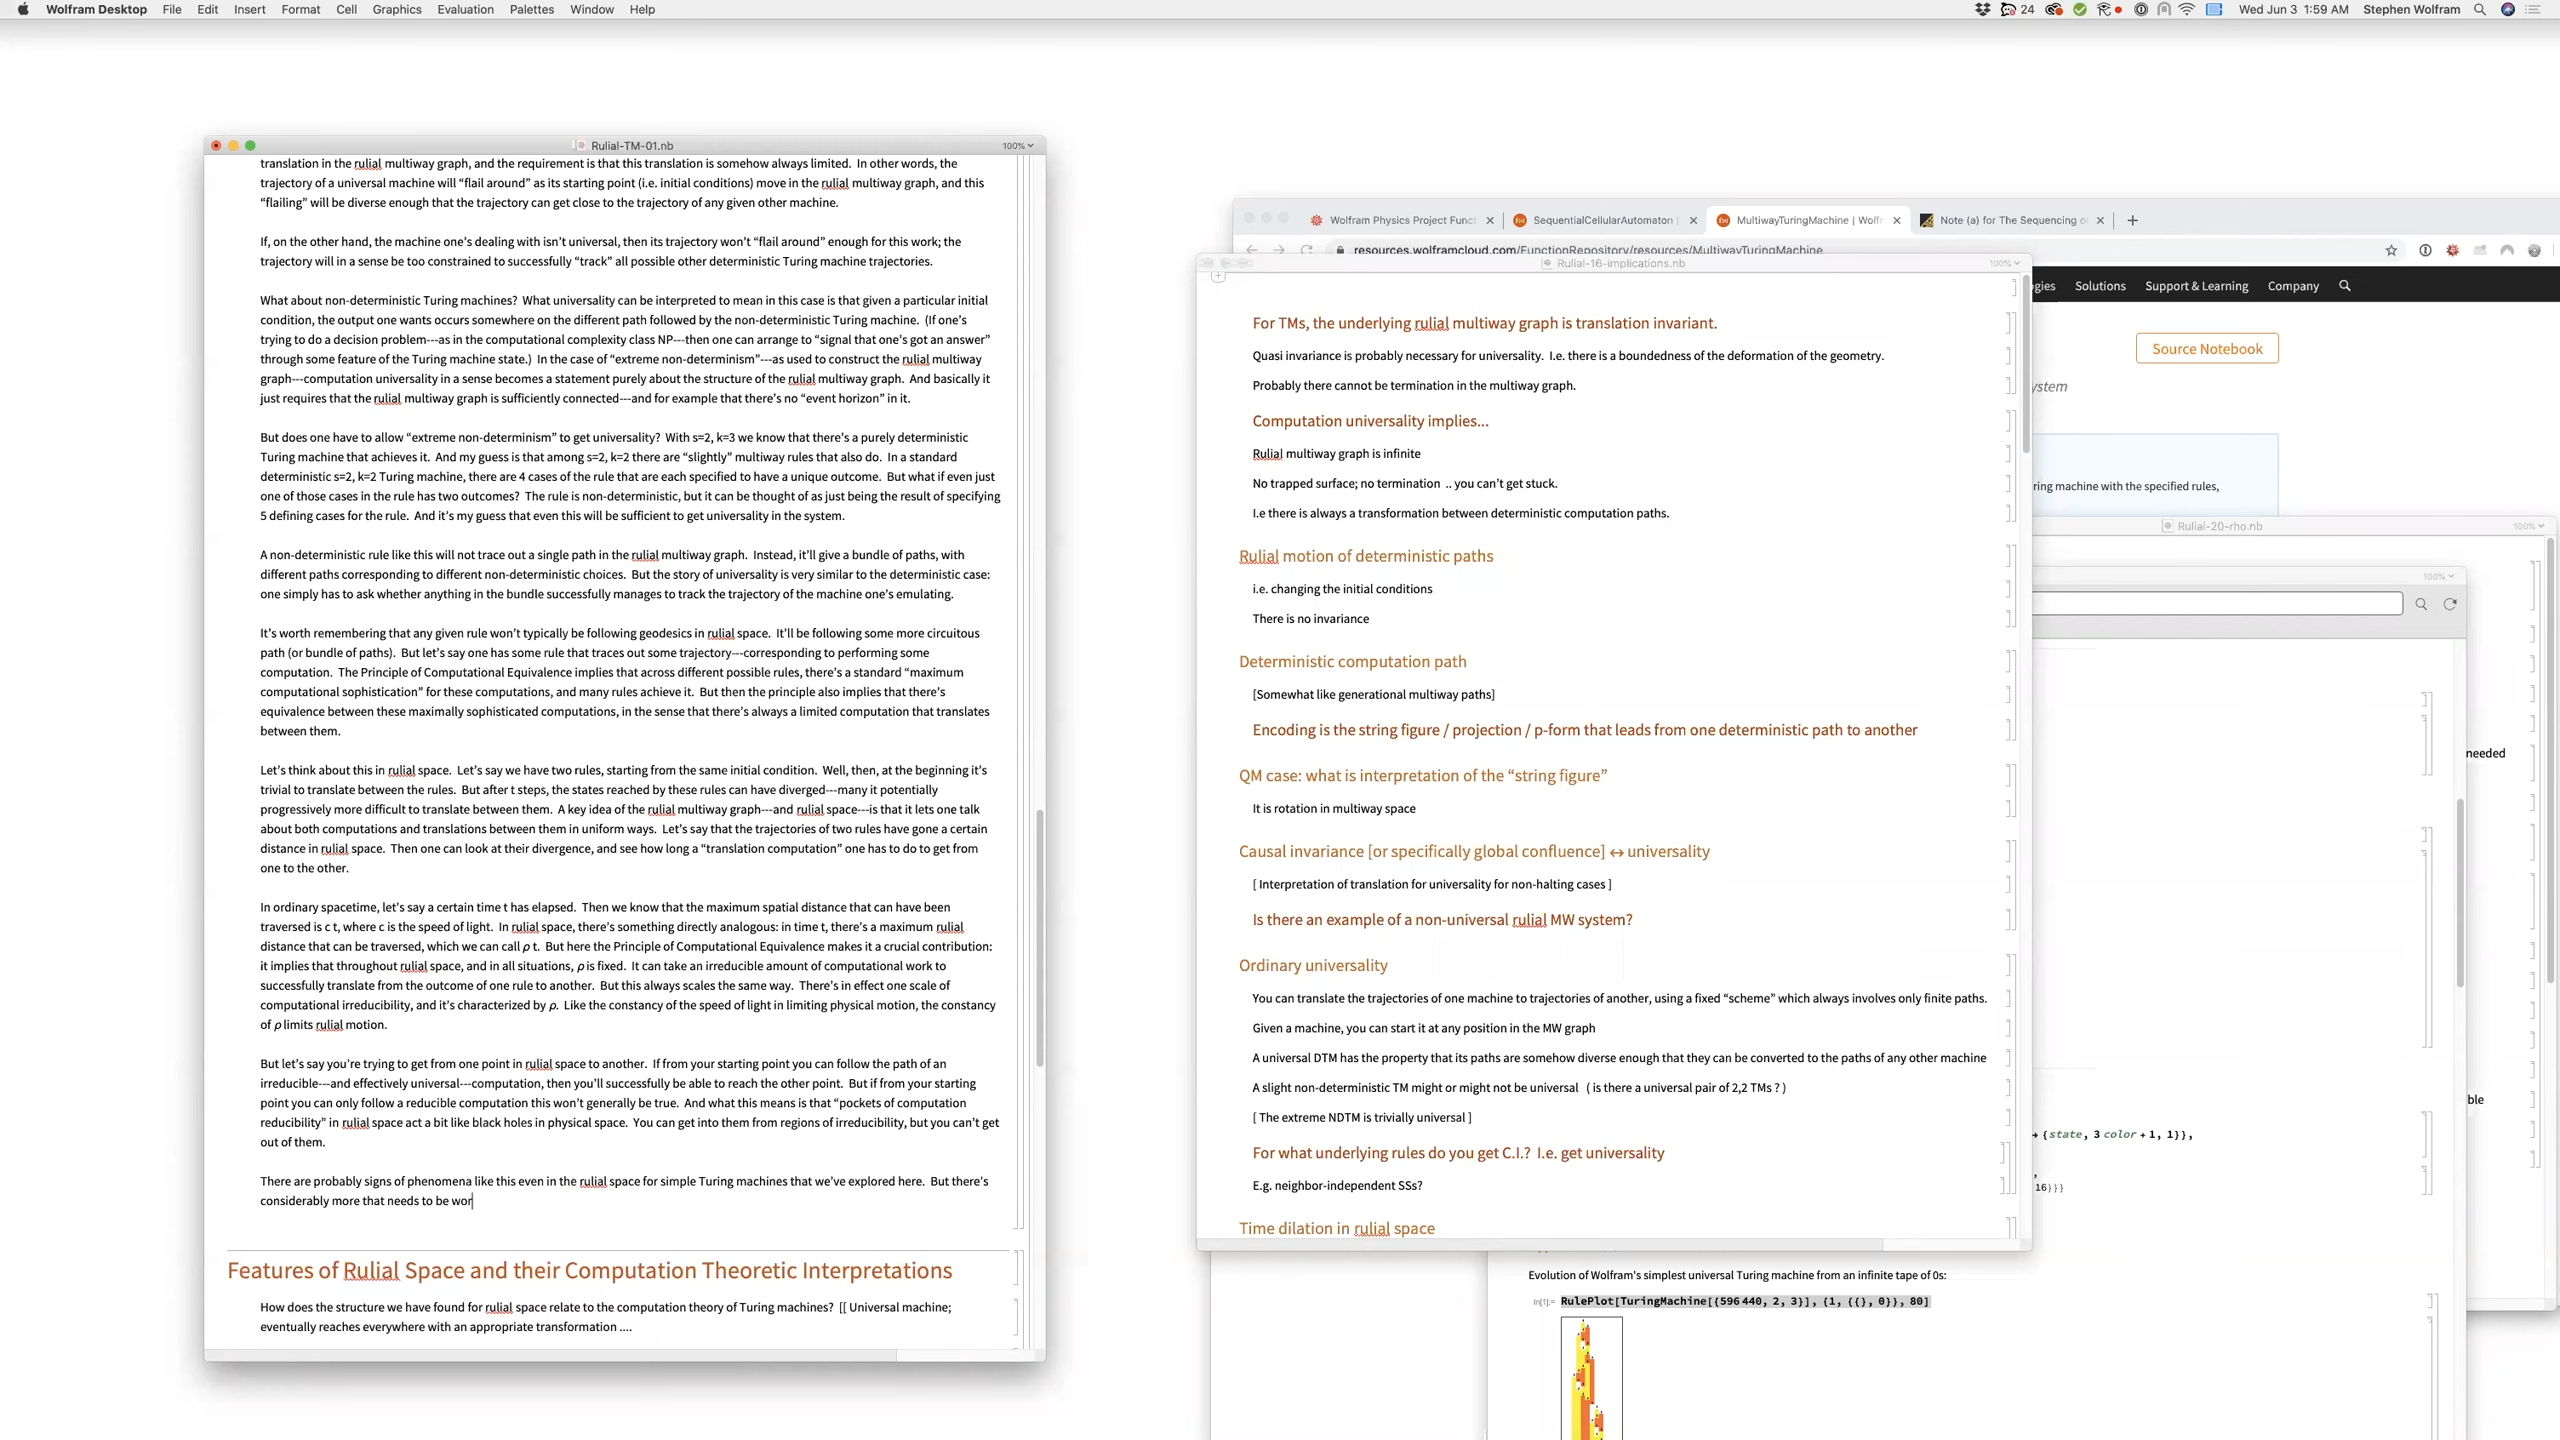 Wolfram Desktop File Edit Insert Format Cell Graphics Evaluation Palettes Window Help
24 Wed Jun 3 1:59 AM Stephen Wolfram
Rulial-TM-01.nb 100%
translation in the rulial multiway graph, and the requirement is that this translation is somehow always limited. In other words, the
trajectory of a universal machine will “flail around” as its starting point (i.e. initial conditions) move in the rulial multiway graph, and this
“flailing” will be diverse enough that the trajectory can get close to the trajectory of any given other machine.
If, on the other hand, the machine one’s dealing with isn’t universal, then its trajectory won’t “flail around” enough for this work; the
trajectory will in a sense be too constrained to successfully “track” all possible other deterministic Turing machine trajectories.
What about non-deterministic Turing machines? What universality can be interpreted to mean in this case is that given a particular initial
condition, the output one wants occurs somewhere on the different path followed by the non-deterministic Turing machine. (If one’s
trying to do a decision problem---as in the computational complexity class NP---then one can arrange to “signal that one’s got an answer”
through some feature of the Turing machine state.) In the case of “extreme non-determinism”---as used to construct the rulial multiway
graph---computation universality in a sense becomes a statement purely about the structure of the rulial multiway graph. And basically it
just requires that the rulial multiway graph is sufficiently connected---and for example that there’s no “event horizon” in it.
But does one have to allow “extreme non-determinism” to get universality? With s=2, k=3 we know that there’s a purely deterministic
Turing machine that achieves it. And my guess is that among s=2, k=2 there are “slightly” multiway rules that also do. In a standard
deterministic s=2, k=2 Turing machine, there are 4 cases of the rule that are each specified to have a unique outcome. But what if even just
one of those cases in the rule has two outcomes? The rule is non-deterministic, but it can be thought of as just being the result of specifying
5 defining cases for the rule. And it’s my guess that even this will be sufficient to get universality in the system.
A non-deterministic rule like this will not trace out a single path in the rulial multiway graph. Instead, it’ll give a bundle of paths, with
different paths corresponding to different non-deterministic choices. But the story of universality is very similar to the deterministic case:
one simply has to ask whether anything in the bundle successfully manages to track the trajectory of the machine one’s emulating.
It’s worth remembering that any given rule won’t typically be following geodesics in rulial space. It’ll be following some more circuitous
path (or bundle of paths). But let’s say one has some rule that traces out some trajectory---corresponding to performing some
computation. The Principle of Computational Equivalence implies that across different possible rules, there’s a standard “maximum
computational sophistication” for these computations, and many rules achieve it. But then the principle also implies that there’s
equivalence between these maximally sophisticated computations, in the sense that there’s always a limited computation that translates
between them.
Let’s think about this in rulial space. Let’s say we have two rules, starting from the same initial condition. Well, then, at the beginning it’s
trivial to translate between the rules. But after t steps, the states reached by these rules can have diverged---many it potentially
progressively more difficult to translate between them. A key idea of the rulial multiway graph---and rulial space---is that it lets one talk
about both computations and translations between them in uniform ways. Let’s say that the trajectories of two rules have gone a certain
distance in rulial space. Then one can look at their divergence, and see how long a “translation computation” one has to do to get from
one to the other.
In ordinary spacetime, let’s say a certain time t has elapsed. Then we know that the maximum spatial distance that can have been
traversed is c t, where c is the speed of light. In rulial space, there’s something directly analogous: in time t, there’s a maximum rulial
distance that can be traversed, which we can call ρ t. But here the Principle of Computational Equivalence makes it a crucial contribution:
it implies that throughout rulial space, and in all situations, ρ is fixed. It can take an irreducible amount of computational work to
successfully translate from the outcome of one rule to another. But this always scales the same way. There’s in effect one scale of
computational irreducibility, and it’s characterized by ρ. Like the constancy of the speed of light in limiting physical motion, the constancy
of ρ limits rulial motion.
But let’s say you’re trying to get from one point in rulial space to another. If from your starting point you can follow the path of an
irreducible---and effectively universal---computation, then you’ll successfully be able to reach the other point. But if from your starting
point you can only follow a reducible computation this won’t generally be true. And what this means is that “pockets of computation
reducibility” in rulial space act a bit like black holes in physical space. You can get into them from regions of irreducibility, but you can’t get
out of them.
There are probably signs of phenomena like this even in the rulial space for simple Turing machines that we’ve explored here. But there’s
considerably more that needs to be wor
Features of Rulial Space and their Computation Theoretic Interpretations
How does the structure we have found for rulial space relate to the computation theory of Turing machines? [[ Universal machine;
eventually reaches everywhere with an appropriate transformation ....
Wolfram Physics Project Funct SequentialCellularAutomaton | MultiwayTuringMachine | Wolfr Note (a) for The Sequencing o
resources.wolframcloud.com/FunctionRepository/resources/MultiwayTuringMachine
Rulial-16-implications.nb 100%
For TMs, the underlying rulial multiway graph is translation invariant.
Quasi invariance is probably necessary for universality. I.e. there is a boundedness of the deformation of the geometry.
Probably there cannot be termination in the multiway graph.
Computation universality implies...
Rulial multiway graph is infinite
No trapped surface; no termination .. you can’t get stuck.
I.e there is always a transformation between deterministic computation paths.
Rulial motion of deterministic paths
i.e. changing the initial conditions
There is no invariance
Deterministic computation path
[Somewhat like generational multiway paths]
Encoding is the string figure / projection / p-form that leads from one deterministic path to another
QM case: what is interpretation of the “string figure”
It is rotation in multiway space
Causal invariance [or specifically global confluence] ↔ universality
[ Interpretation of translation for universality for non-halting cases ]
Is there an example of a non-universal rulial MW system?
Ordinary universality
You can translate the trajectories of one machine to trajectories of another, using a fixed “scheme” which always involves only finite paths.
Given a machine, you can start it at any position in the MW graph
A universal DTM has the property that its paths are somehow diverse enough that they can be converted to the paths of any other machine
A slight non-deterministic TM might or might not be universal ( is there a universal pair of 2,2 TMs ? )
[ The extreme NDTM is trivially universal ]
For what underlying rules do you get C.I.? I.e. get universality
E.g. neighbor-independent SSs?
Time dilation in rulial space
gies Solutions Support & Learning Company
Source Notebook
ystem
ring machine with the specified rules,
Rulial-20-rho.nb 100%
100%
needed
ble
→ {state, 3 color + 1, 1}},
,
16}}}
Evolution of Wolfram's simplest universal Turing machine from an infinite tape of 0s:
In[1]:= RulePlot[TuringMachine[{596 440, 2, 3}], {1, {{}, 0}}, 80]